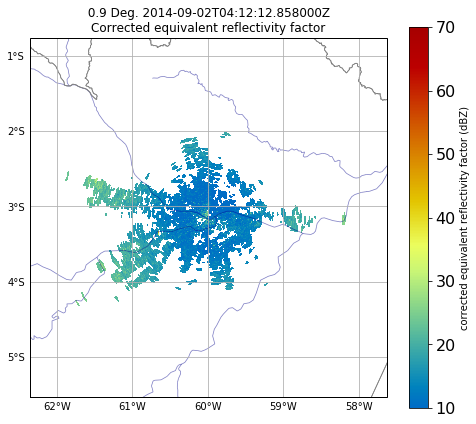 0.9 Deg. 2014-09-02T04:12:12.858000Z
Corrected equivalent reflectivity factor
1°S
2°S
3°S
4°S
5°S
62°W
61°W
60°W
59°W
58°W
70
60
50
40
30
20
10
corrected equivalent reflectivity factor (dBZ)